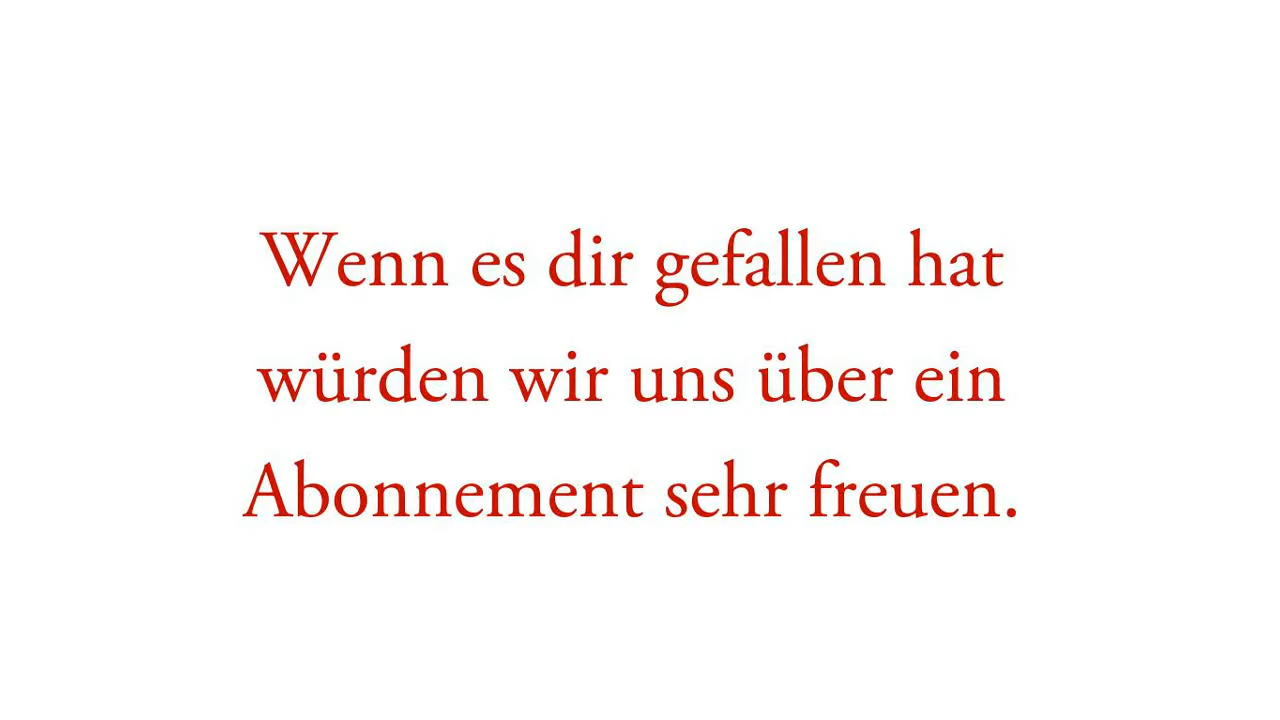 Wenn es dir gefallen hat
würden wir uns über ein
Abonnement sehr freuen.